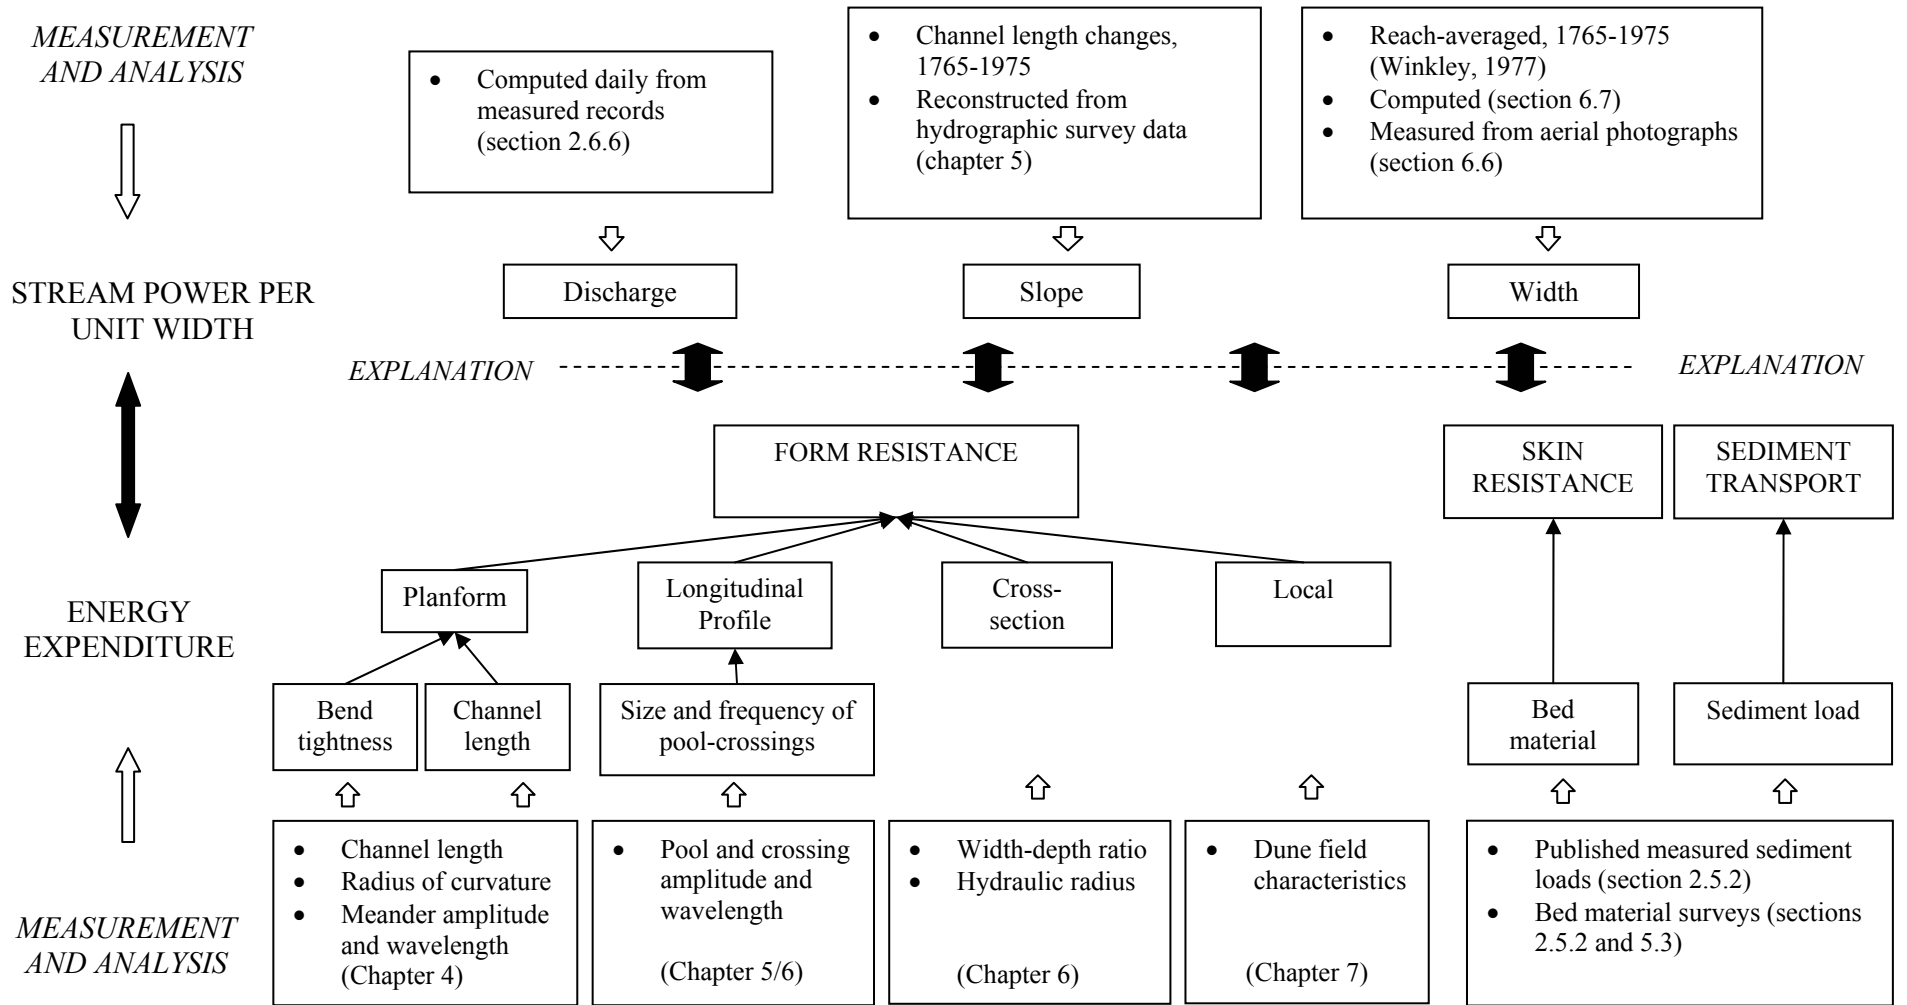 MEASUREMENT
AND ANALYSIS
• Computed daily from
measured records
(section 2.6.6)
• Channel length changes,
1765-1975
• Reconstructed from
hydrographic survey data
(chapter 5)
• Reach-averaged, 1765-1975
(Winkley, 1977)
• Computed (section 6.7)
• Measured from aerial photographs
(section 6.6)
STREAM POWER PER
UNIT WIDTH
Discharge
Slope
Width
EXPLANATION
EXPLANATION
FORM RESISTANCE
SKIN
RESISTANCE
SEDIMENT
TRANSPORT
ENERGY
EXPENDITURE
Planform
Longitudinal
Profile
Cross-
section
Local
Bend
tightness
Channel
length
Size and frequency of
pool-crossings
Bed
material
Sediment load
MEASUREMENT
AND ANALYSIS
• Channel length
• Radius of curvature
• Meander amplitude
and wavelength
(Chapter 4)
• Pool and crossing
amplitude and
wavelength
(Chapter 5/6)
• Width-depth ratio
• Hydraulic radius
(Chapter 6)
• Dune field
characteristics
(Chapter 7)
• Published measured sediment
loads (section 2.5.2)
• Bed material surveys (sections
2.5.2 and 5.3)